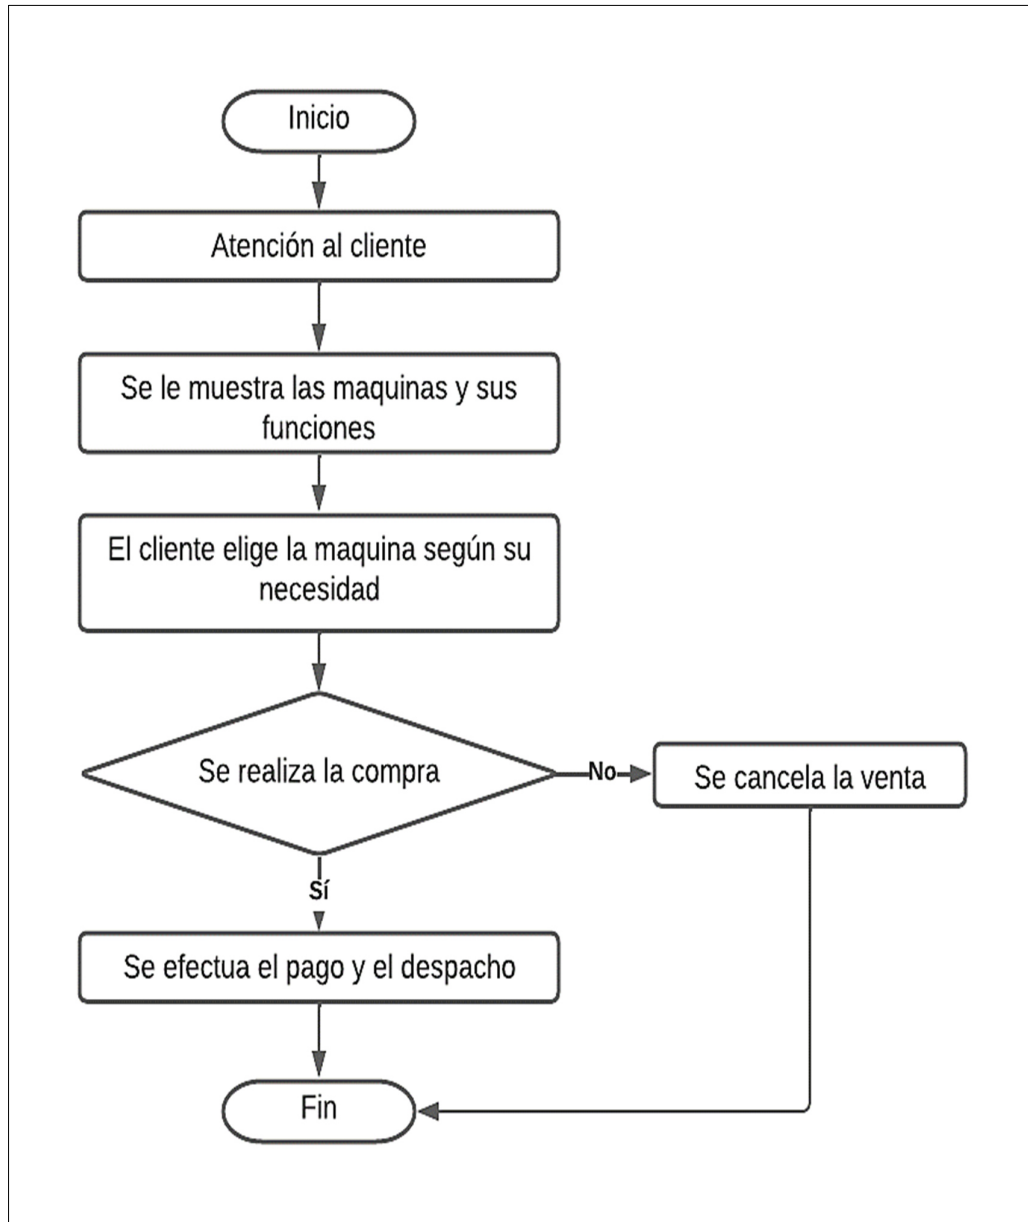 Inicio
Atención al cliente
Se le muestra las maquinas y sus
funciones
El cliente elige la maquina según su
necesidad
Se realiza la compra
No
Se cancela la venta
Sí
Se efectua el pago y el despacho
Fin